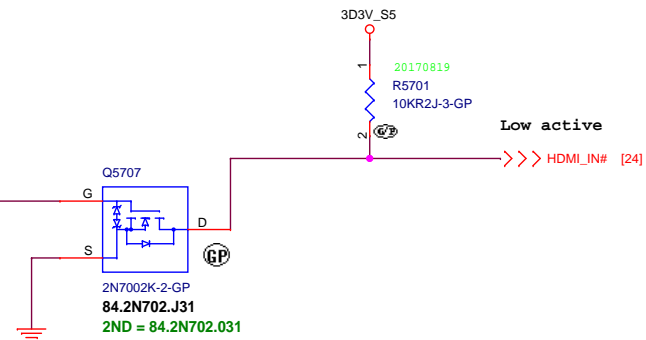 3D3V_S5
1
20170819
R5701
10KR2J-3-GP
2
G/P
Low active
HDMI_IN# [24]
Q5707
G
D
S
GP
2N7002K-2-GP
84.2N702.J31
2ND = 84.2N702.031